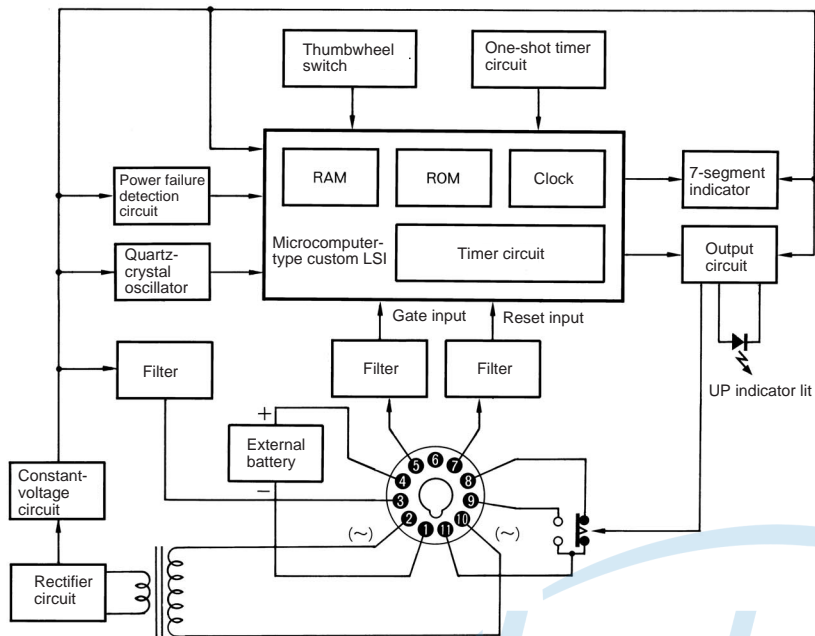 Thumbwheel
switch
One-shot timer
circuit
RAM
ROM
Clock
Microcomputer-
type custom LSI
Timer circuit
Power failure
detection
circuit
Quartz-
crystal
oscillator
7-segment
indicator
Output
circuit
Gate input
Reset input
Filter
Filter
Filter
UP indicator lit
+
External
battery
−
Constant-
voltage
circuit
Rectifier
circuit
(~)
(~)
1
2
3
4
5
6
7
8
9
10
11